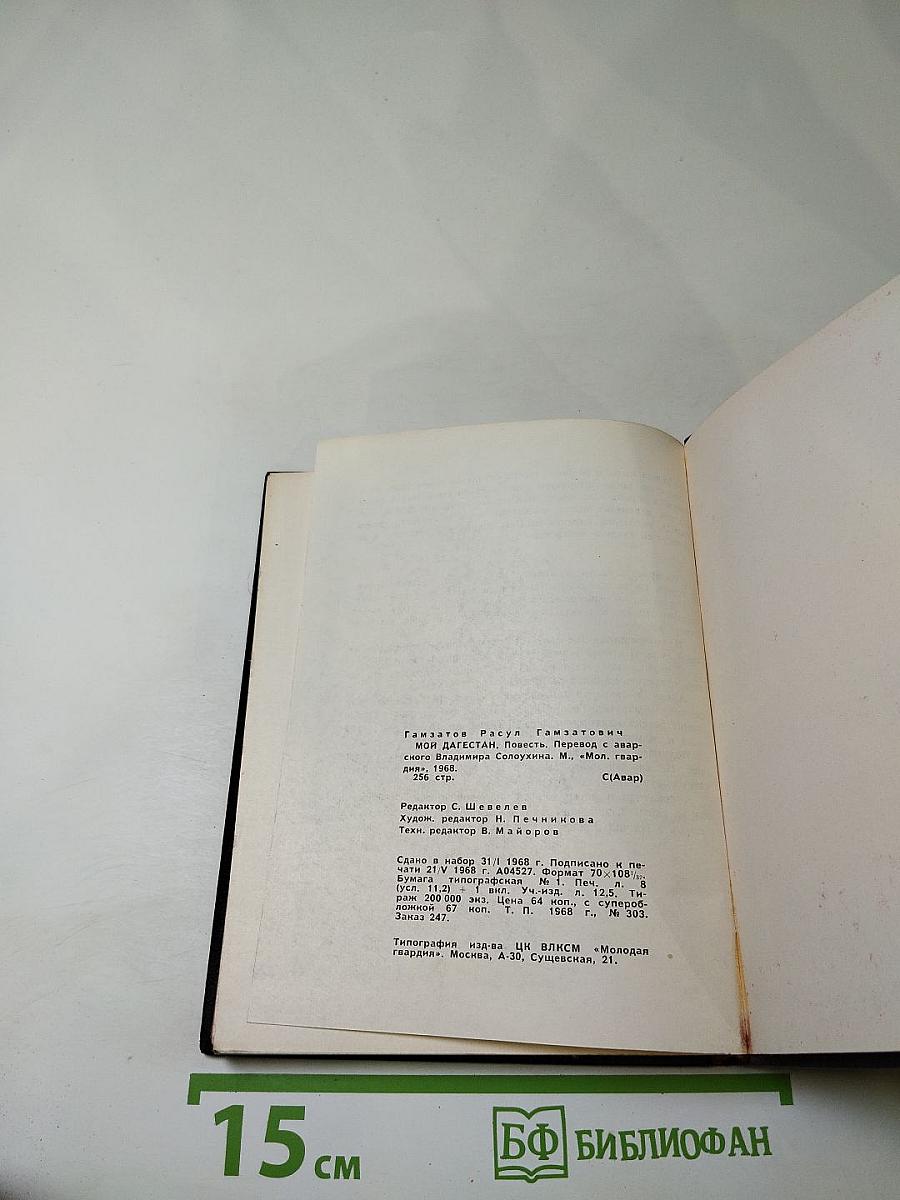 Гамзатов Расул Гамзатович
МОЙ ДАГЕСТАН. Повесть. Перевод с авар-
ского Владимира Солоухина. М., «Мол. гвар-
дия». 1968.
256 стр. С(Авар)
Редактор С. Шевелев
Худож. редактор Н. Печникова
Техн. редактор В. Майоров
Сдано в набор 31/I 1968 г. Подписано к пе-
чати 21/V 1968 г. А04527. Формат 70×108¹/₃₂.
Бумага типографская № 1. Печ. л. 8
(усл. 11,2) + 1 вкл. Уч.-изд. л. 12,5. Ти-
раж 200 000 экз. Цена 64 коп., с суперобо-
ложкой 67 коп. Т. П. 1968 г., № 303.
Заказ 247.
Типография изд-ва ЦК ВЛКСМ «Молодая
гвардия». Москва, А-30, Сущевская, 21.
15 см
БФ БИБЛИОФАН